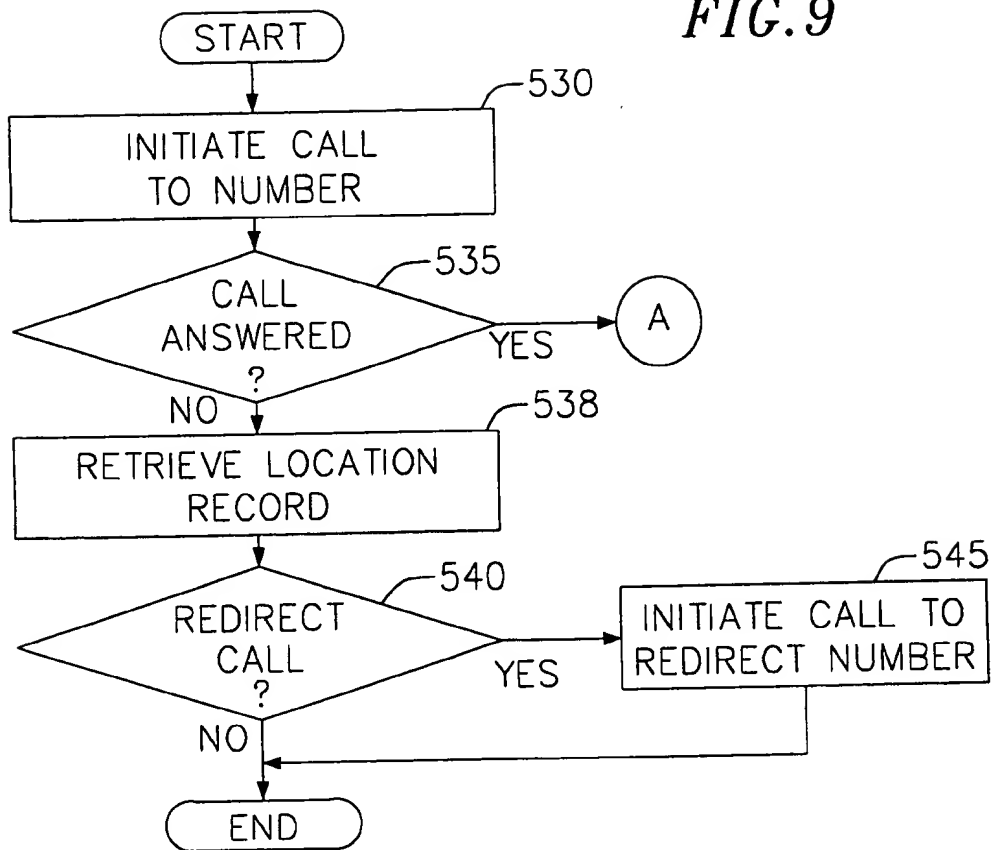 FIG.9
START
530
INITIATE CALL
TO NUMBER
535
CALL
ANSWERED
?
YES
A
NO
538
RETRIEVE LOCATION
RECORD
540
REDIRECT
CALL
?
YES
545
INITIATE CALL TO
REDIRECT NUMBER
NO
END